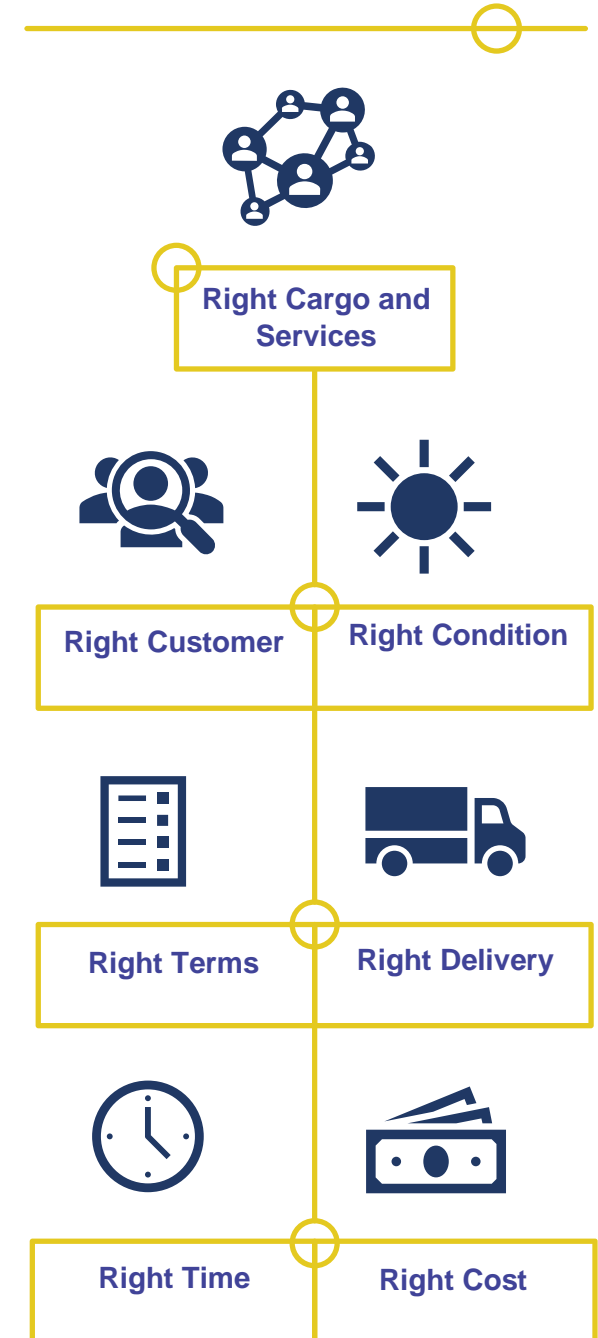 Right Cargo and
Services
Right Customer
Right Condition
Right Terms
Right Delivery
Right Time
Right Cost